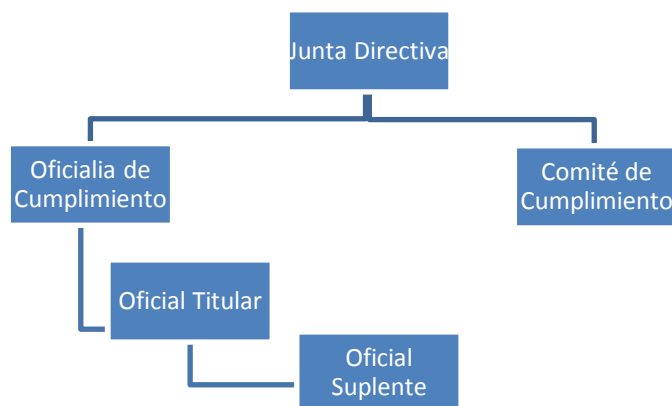 Junta Directiva
Oficialia de
Cumplimiento
Comité de
Cumplimiento
Oficial Titular
Oficial
Suplente